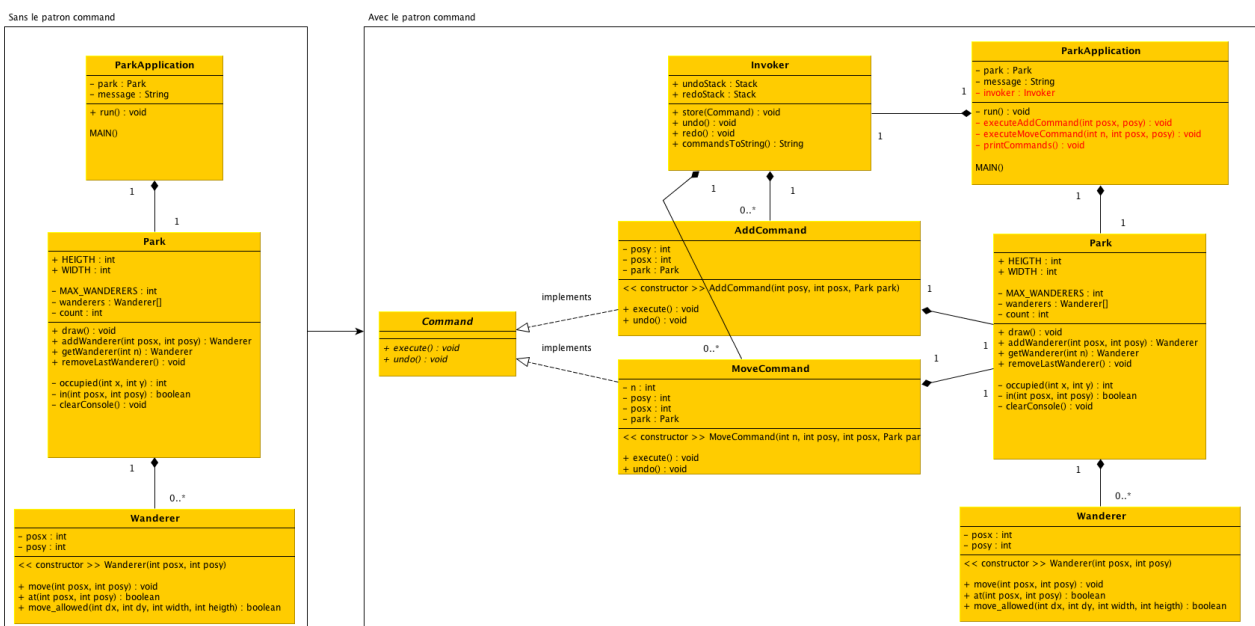 Sans le patron command
ParkApplication
- park : Park
- message : String
+ run() : void
MAIN()
1
1
Park
+ HEIGTH : int
+ WIDTH : int
- MAX_WANDERERS : int
- wanderers : Wanderer[]
- count : int
+ draw() : void
+ addWanderer(int posx, int posy) : Wanderer
+ getWanderer(int n) : Wanderer
+ removeLastWanderer() : void
- occupied(int x, int y) : int
- in(int posx, int posy) : boolean
- clearConsole() : void
1
0..*
Wanderer
- posx : int
- posy : int
<< constructor >> Wanderer(int posx, int posy)
+ move(int posx, int posy) : void
+ at(int posx, int posy) : boolean
+ move_allowed(int dx, int dy, int width, int heigth) : boolean
Avec le patron command
Invoker
+ undoStack : Stack
+ redoStack : Stack
+ store(Command) : void
+ undo() : void
+ redo() : void
+ commandsToString() : String
1
1
ParkApplication
- park : Park
- message : String
- invoker : Invoker
- run() : void
- executeAddCommand(int posx, posy) : void
- executeMoveCommand(int n, int posx, posy) : void
- printCommands() : void
MAIN()
1
1
0..*
1
1
AddCommand
- posy : int
- posx : int
- park : Park
<< constructor >> AddCommand(int posy, int posx, Park park)
+ execute() : void
+ undo() : void
implements
Command
+ execute() : void
+ undo() : void
implements
0..*
MoveCommand
- n : int
- posy : int
- posx : int
- park : Park
<< constructor >> MoveCommand(int n, int posy, int posx, Park par
+ execute() : void
+ undo() : void
1
1
1
1
Park
+ HEIGTH : int
+ WIDTH : int
- MAX_WANDERERS : int
- wanderers : Wanderer[]
- count : int
+ draw() : void
+ addWanderer(int posx, int posy) : Wanderer
+ getWanderer(int n) : Wanderer
+ removeLastWanderer() : void
- occupied(int x, int y) : int
- in(int posx, int posy) : boolean
- clearConsole() : void
1
0..*
Wanderer
- posx : int
- posy : int
<< constructor >> Wanderer(int posx, int posy)
+ move(int posx, int posy) : void
+ at(int posx, int posy) : boolean
+ move_allowed(int dx, int dy, int width, int heigth) : boolean